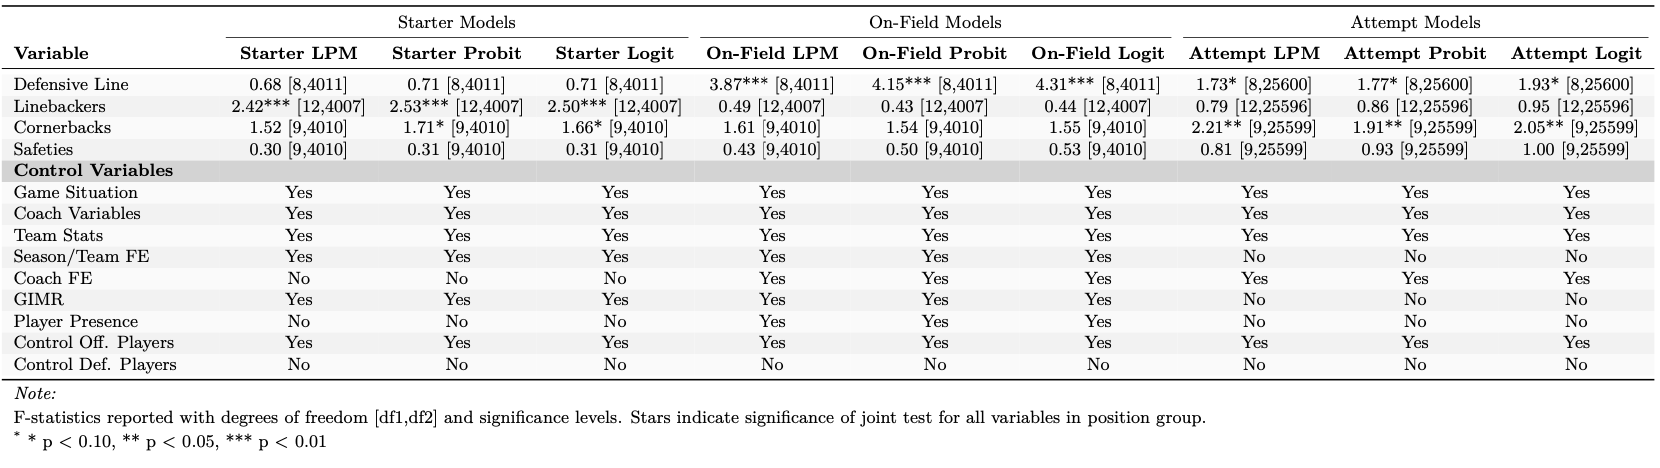 Starter Models On-Field Models Attempt Models
Variable Starter LPM Starter Probit Starter Logit On-Field LPM On-Field Probit On-Field Logit Attempt LPM Attempt Probit Attempt Logit
Defensive Line 0.68 [8,4011] 0.71 [8,4011] 0.71 [8,4011] 3.87*** [8,4011] 4.15*** [8,4011] 4.31*** [8,4011] 1.73* [8,25600] 1.77* [8,25600] 1.93* [8,25600]
Linebackers 2.42*** [12,4007] 2.53*** [12,4007] 2.50*** [12,4007] 0.49 [12,4007] 0.43 [12,4007] 0.44 [12,4007] 0.79 [12,25596] 0.86 [12,25596] 0.95 [12,25596]
Cornerbacks 1.52 [9,4010] 1.71* [9,4010] 1.66* [9,4010] 1.61 [9,4010] 1.54 [9,4010] 1.55 [9,4010] 2.21** [9,25599] 1.91** [9,25599] 2.05** [9,25599]
Safeties 0.30 [9,4010] 0.31 [9,4010] 0.31 [9,4010] 0.43 [9,4010] 0.50 [9,4010] 0.53 [9,4010] 0.81 [9,25599] 0.93 [9,25599] 1.00 [9,25599]
Control Variables
Game Situation Yes Yes Yes Yes Yes Yes Yes Yes Yes
Coach Variables Yes Yes Yes Yes Yes Yes Yes Yes Yes
Team Stats Yes Yes Yes Yes Yes Yes Yes Yes Yes
Season/Team FE Yes Yes Yes Yes Yes Yes No No No
Coach FE No No No Yes Yes Yes Yes Yes Yes
GIMR Yes Yes Yes Yes Yes Yes No No No
Player Presence No No No Yes Yes Yes No No No
Control Off. Players Yes Yes Yes Yes Yes Yes Yes Yes Yes
Control Def. Players No No No No No No No No No
Note:
F-statistics reported with degrees of freedom [df1,df2] and significance levels. Stars indicate significance of joint test for all variables in position group.
* * p < 0.10, ** p < 0.05, *** p < 0.01